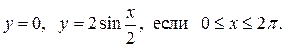 y = 0, y = 2 sin x/2, если 0 ≤ x ≤ 2π.